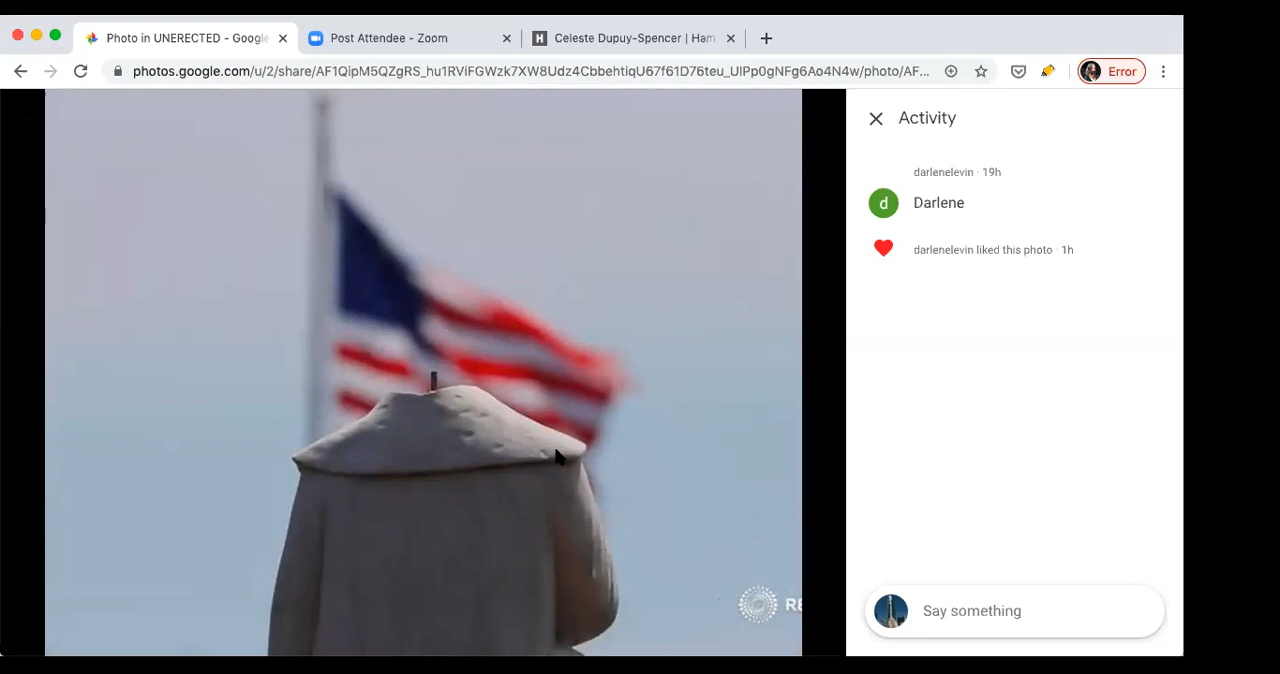 Photo in UNERECTED - Google
Post Attendee - Zoom
H
Celeste Dupuy-Spencer | Ham
photos.google.com/u/2/share/AF1QipM5QZgRS_hu1RViFGWzk7XW8Udz4CbbehtiqU67f61D76teu_UlPp0gNFg6Ao4N4w/photo/AF...
Error
Activity
darlenelevin · 19h
d
Darlene
darlenelevin liked this photo · 1h
RE
Say something